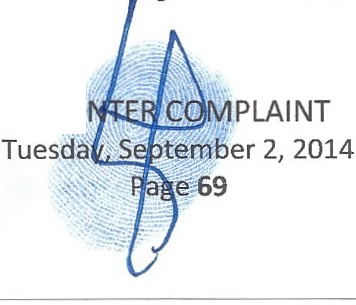 NTER COMPLAINT
Tuesday, September 2, 2014
Page 69